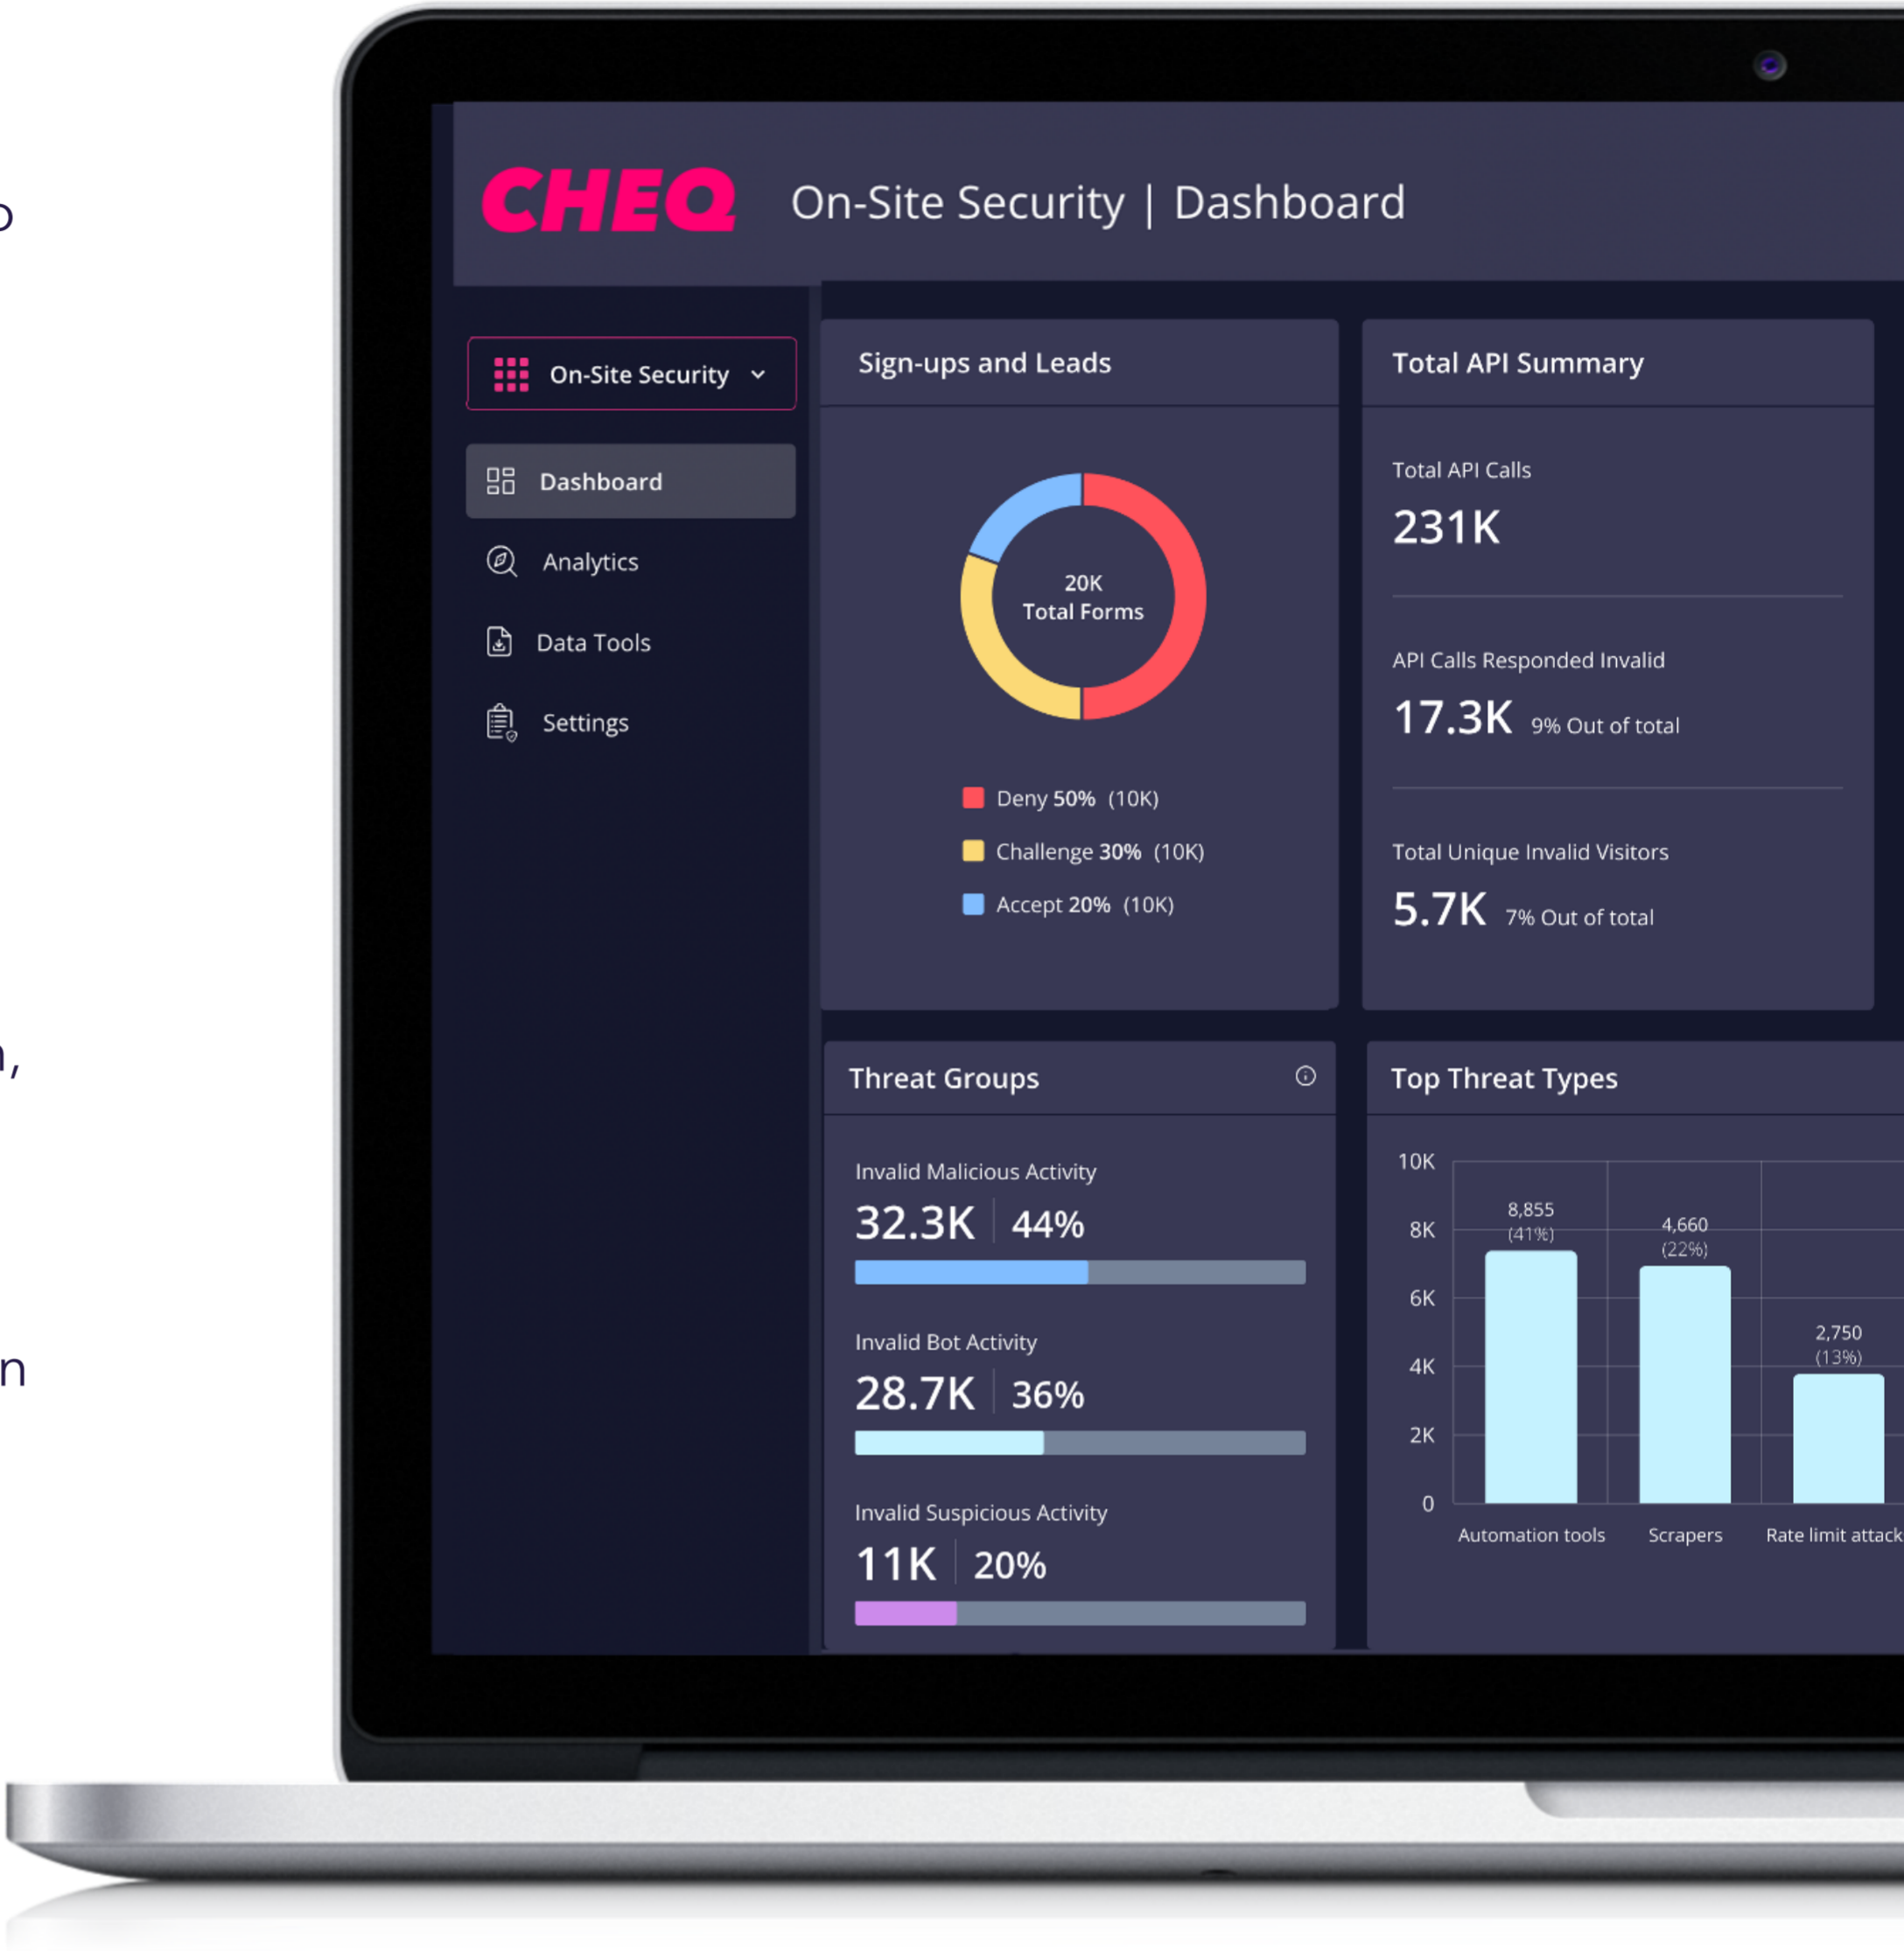 CHEQ
On-Site Security | Dashboard
On-Site Security
Dashboard
Analytics
Data Tools
Settings
Sign-ups and Leads
20K
Total Forms
Deny 50% (10K)
Challenge 30% (10K)
Accept 20% (10K)
Total API Summary
Total API Calls
231K
API Calls Responded Invalid
17.3K 9% Out of total
Total Unique Invalid Visitors
5.7K 7% Out of total
Threat Groups
Invalid Malicious Activity
32.3K 44%
Invalid Bot Activity
28.7K 36%
Invalid Suspicious Activity
11K 20%
Top Threat Types
10K
8K
6K
4K
2K
0
8,855
(41%)
4,660
(22%)
2,750
(13%)
Automation tools Scrapers Rate limit attack